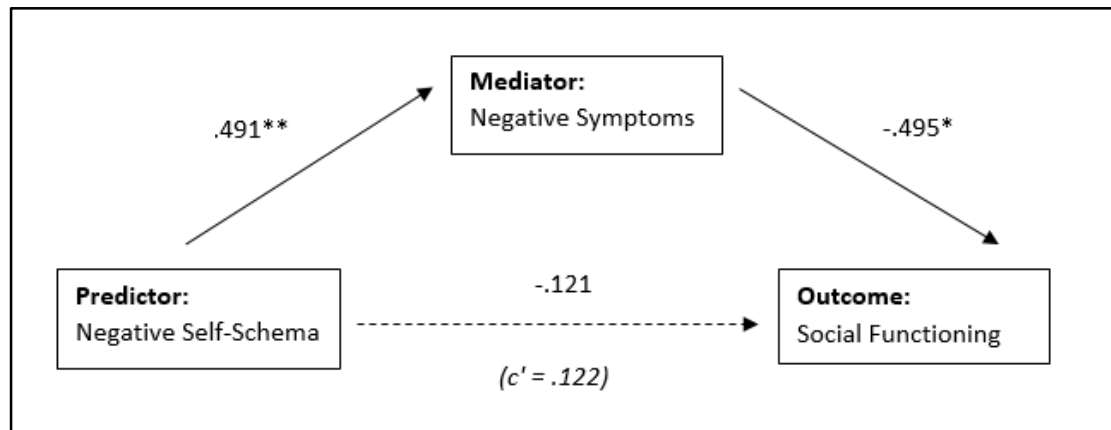 Mediator:
Negative Symptoms
.491**
-.495*
Predictor:
Negative Self-Schema
-.121
(c' = .122)
Outcome:
Social Functioning